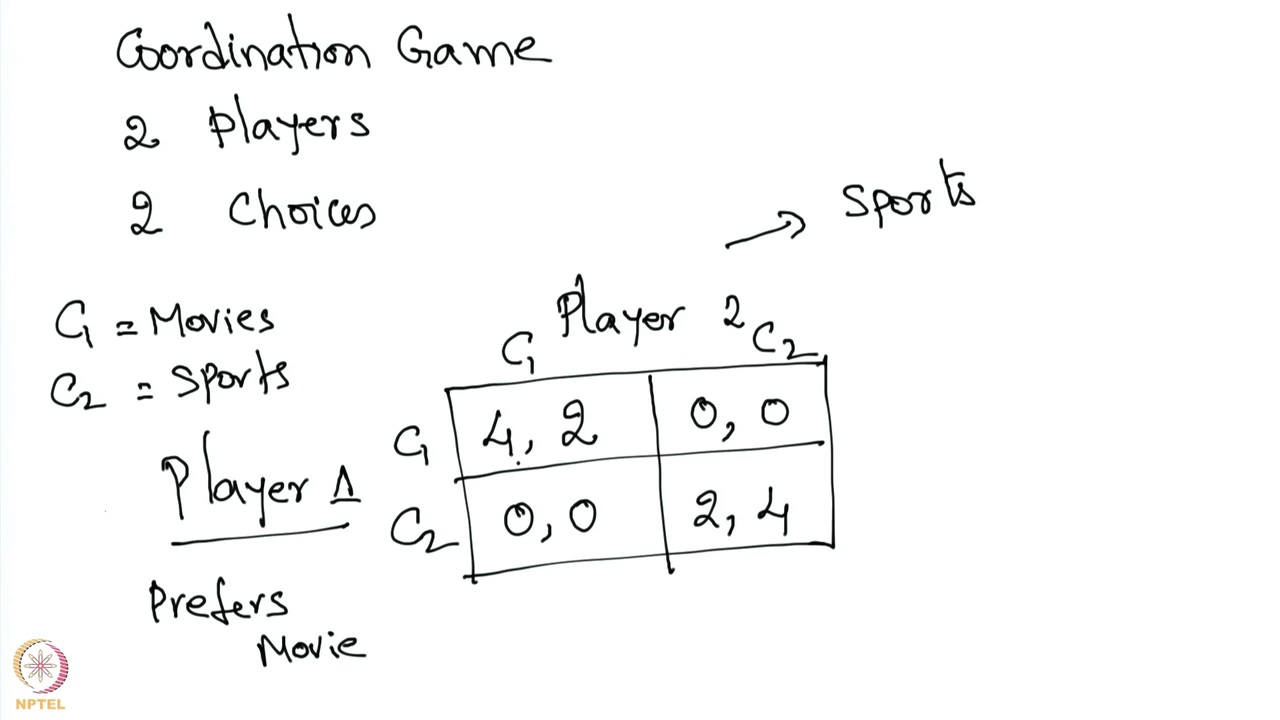 Coordination Game
2 Players
2 Choices
→ Sports
C1 = Movies
C2 = Sports
Player 2
C1 C2
Player 1
C1 4, 2 0, 0
C2 0, 0 2, 4
Prefers
Movie
NPTEL